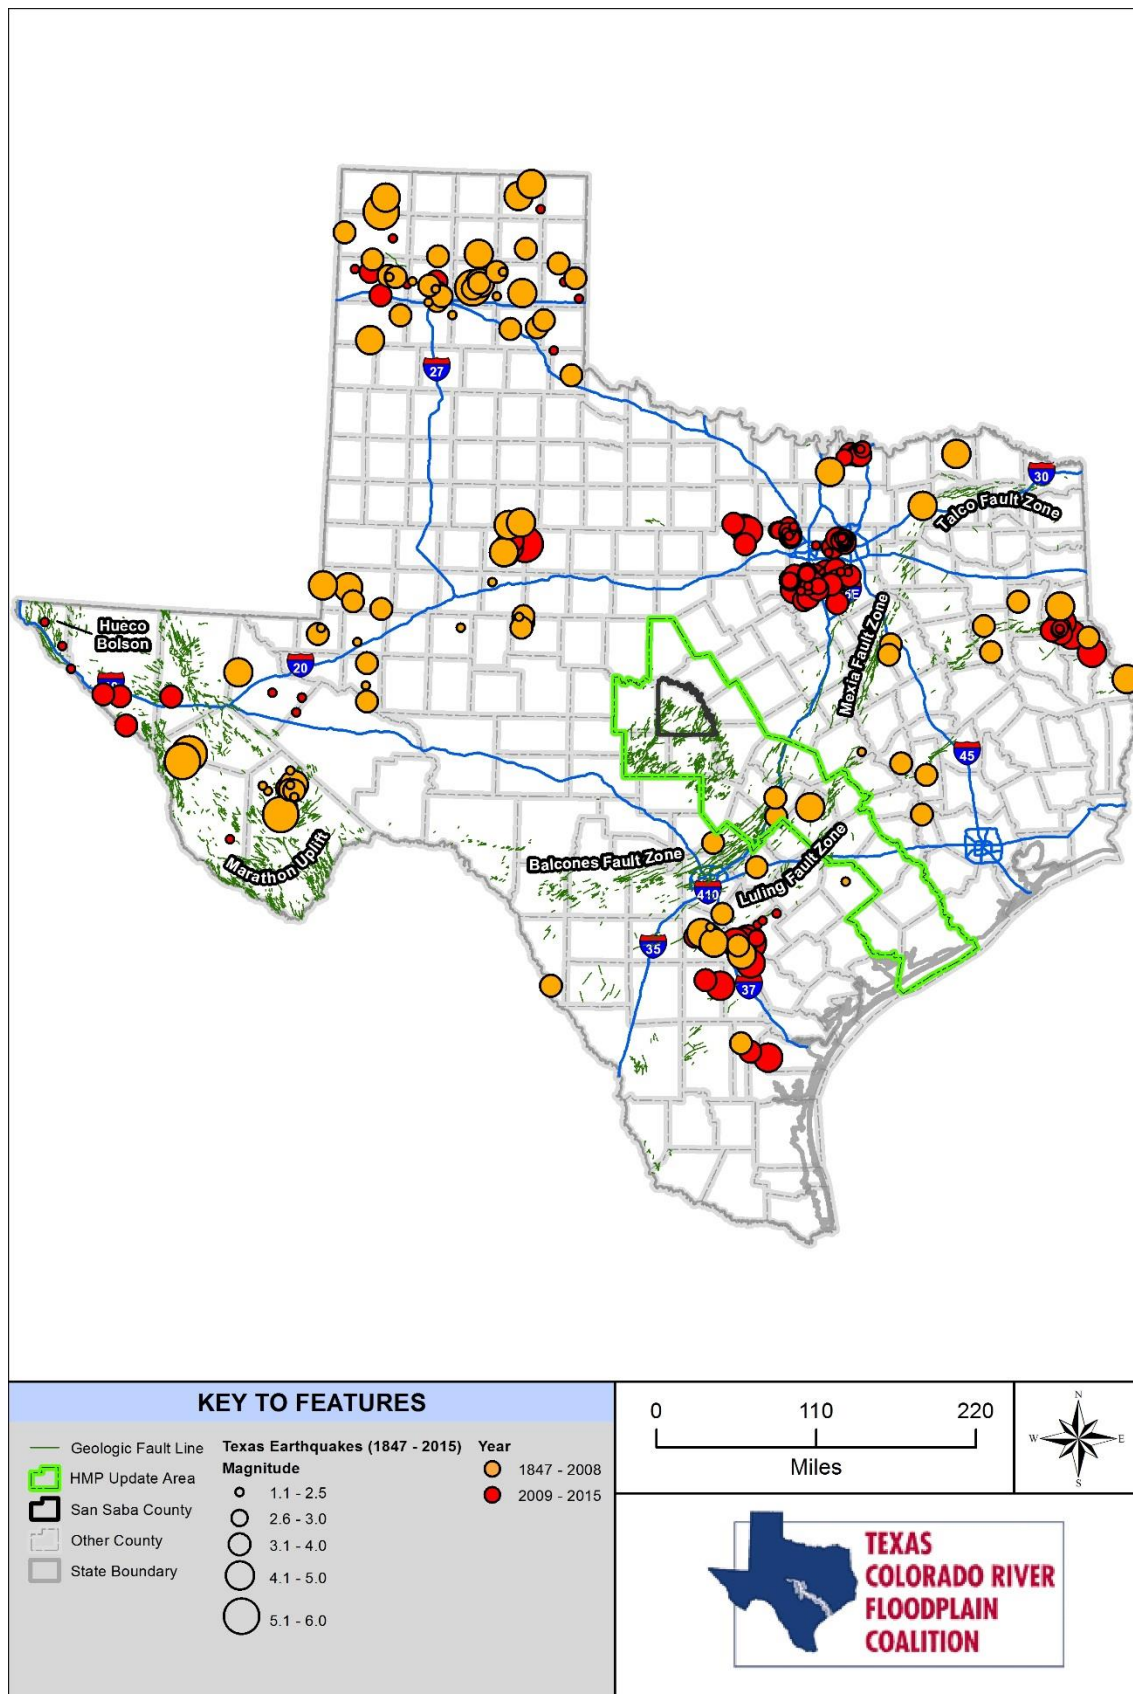 27
30
Talco Fault Zone
5E
Mexia Fault Zone
Hueco
Bolson
20
45
Marathon Uplift
Balcones Fault Zone
Luling Fault Zone
410
35
37
KEY TO FEATURES
Geologic Fault Line
HMP Update Area
San Saba County
Other County
State Boundary
Texas Earthquakes (1847 - 2015)
Magnitude
1.1 - 2.5
2.6 - 3.0
3.1 - 4.0
4.1 - 5.0
5.1 - 6.0
Year
1847 - 2008
2009 - 2015
0 110 220
Miles
N
W E
S
TEXAS
COLORADO RIVER
FLOODPLAIN
COALITION